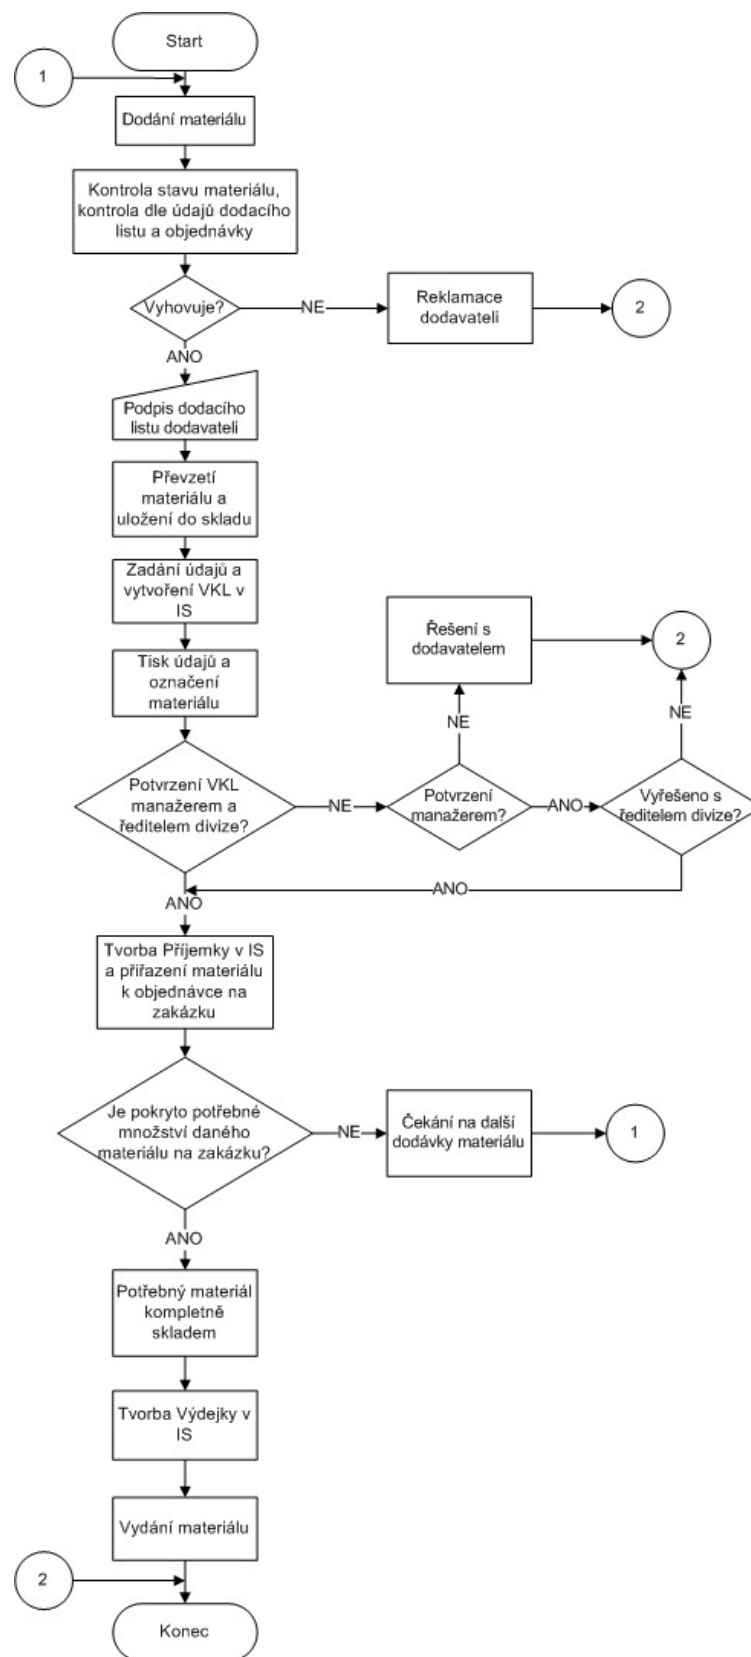 Start
1
Dodání materiálu
Kontrola stavu materiálu,
kontrola dle údajů dodacího
listu a objednávky
Vyhovuje?
NE
Reklamace
dodavateli
2
ANO
Podpis dodacího
listu dodavateli
Převzetí
materiálu a
uložení do skladu
Zadání údajů a
vytvoření VKL v
IS
Řešení s
dodavatelem
2
Tisk údajů a
označení
materiálu
NE
NE
Potvrzení VKL
manažerem a
ředitelem divize?
NE
Potvrzení
manažerem?
ANO
Vyřešeno s
ředitelem divize?
ANO
ANO
Tvorba Příjemky v IS
a přiřazení materiálu
k objednávce na
zakázku
Je pokryto potřebné
množství daného
materiálu na zakázku?
NE
Čekání na další
dodávky materiálu
1
ANO
Potřebný materiál
kompletně
skladem
Tvorba Výdejky v
IS
Vydání materiálu
2
Konec